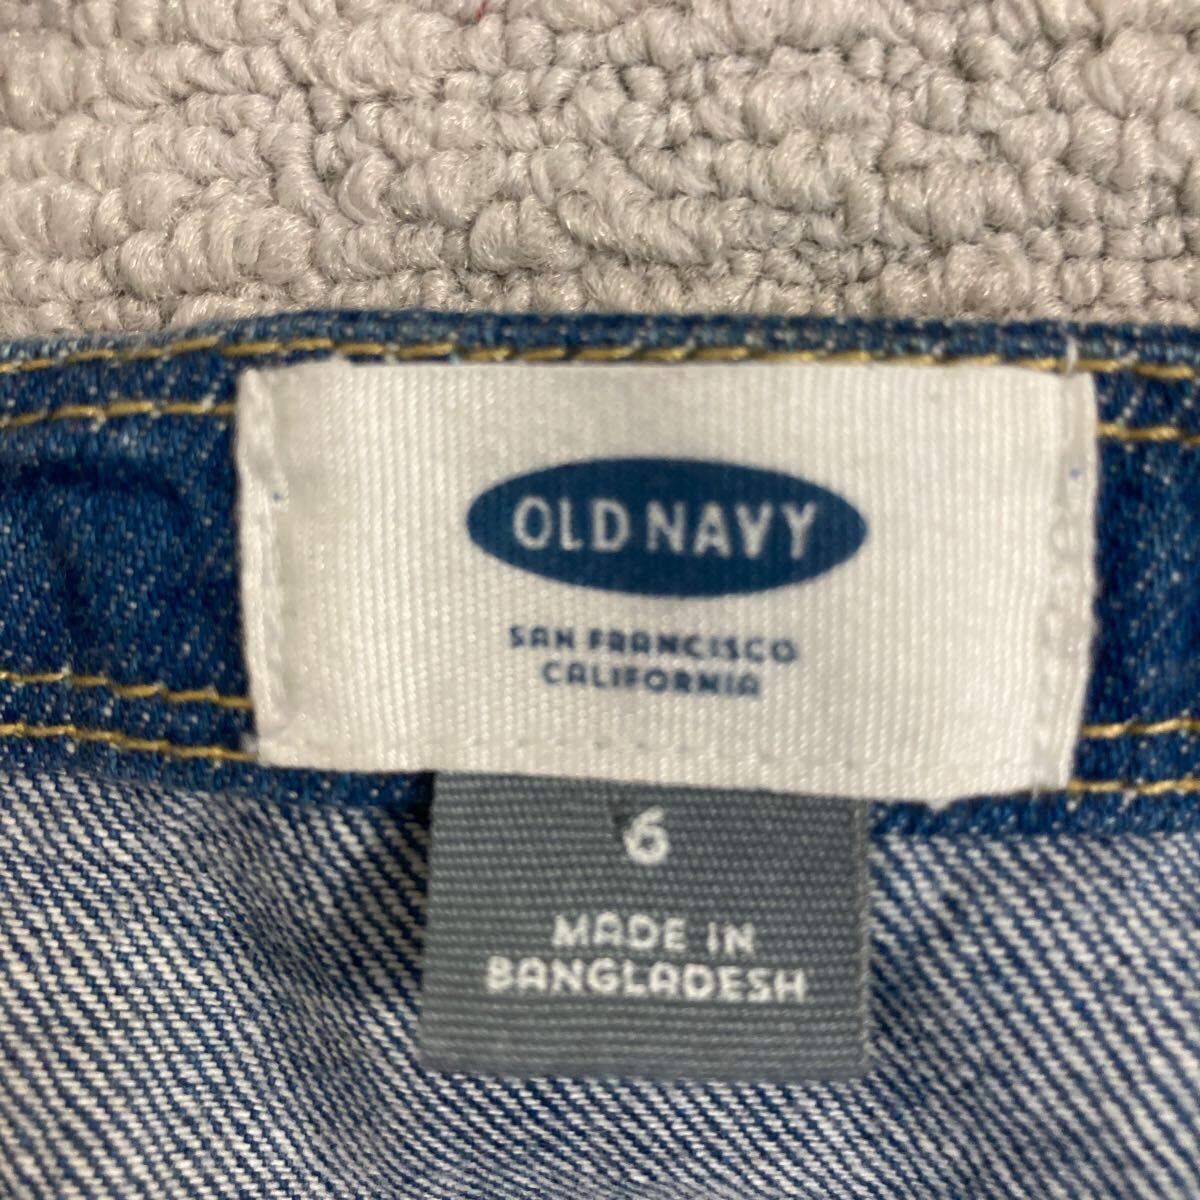 OLD NAVY
SAN FRANCISCO
CALIFORNIA
6
MADE IN
BANGLADESH